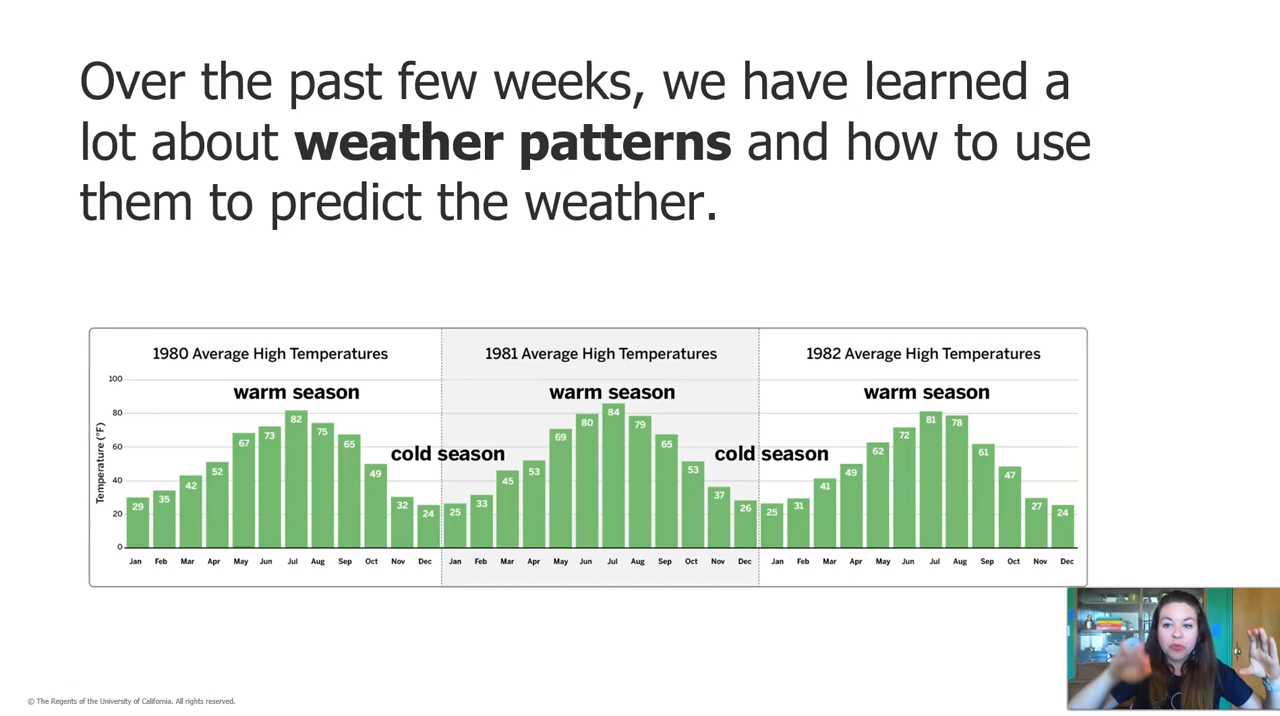 Over the past few weeks, we have learned a
lot about weather patterns and how to use
them to predict the weather.
1980 Average High Temperatures
1981 Average High Temperatures
1982 Average High Temperatures
warm season
warm season
warm season
cold season
cold season
Temperature (°F)
100
80
60
40
20
0
29 35 42 52 67 73 82 75 65 49 32 24
25 33 45 53 69 80 84 79 65 53 37 26
25 31 41 49 62 72 81 78 61 47 27 24
Jan Feb Mar Apr May Jun Jul Aug Sep Oct Nov Dec
Jan Feb Mar Apr May Jun Jul Aug Sep Oct Nov Dec
Jan Feb Mar Apr May Jun Jul Aug Sep Oct Nov Dec
© The Regents of the University of California. All rights reserved.